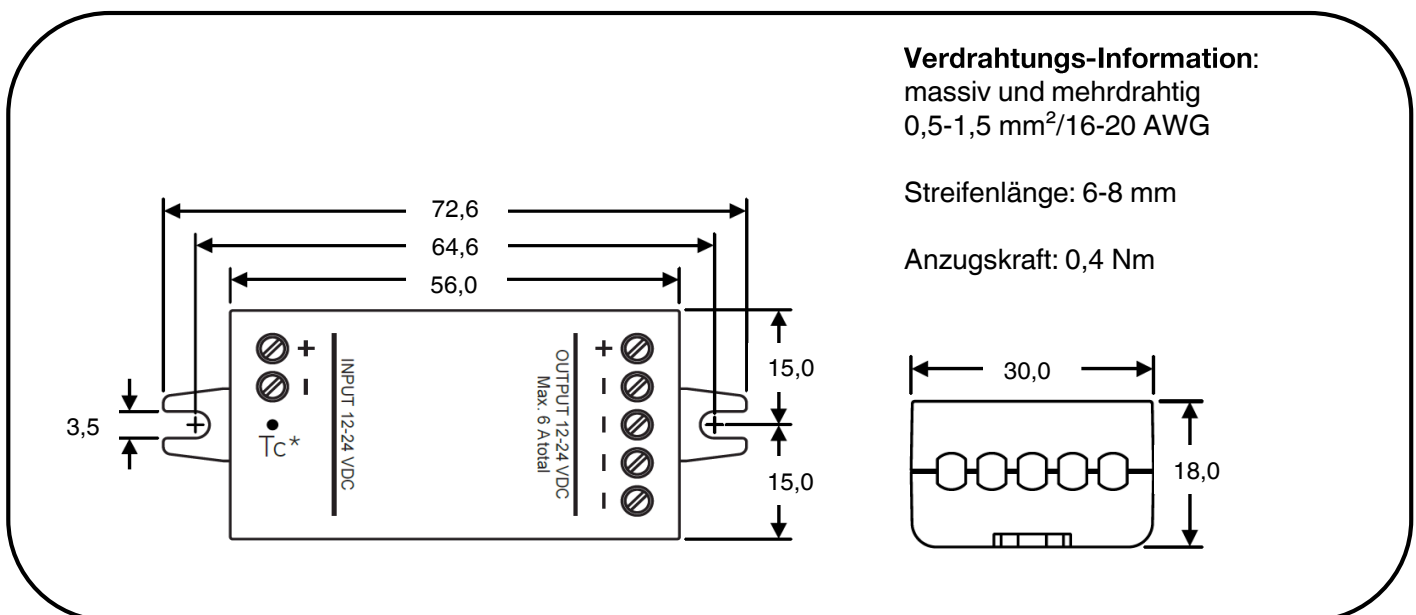 Verdrahtungs-Information:
massiv und mehrdrahtig
0,5-1,5 mm²/16-20 AWG
Streifenlänge: 6-8 mm
Anzugskraft: 0,4 Nm
72,6
64,6
56,0
+
-
Tc*
INPUT 12-24 VDC
OUTPUT 12-24 VDC
Max. 6 A total
+
-
-
-
-
3,5
15,0
15,0
30,0
18,0